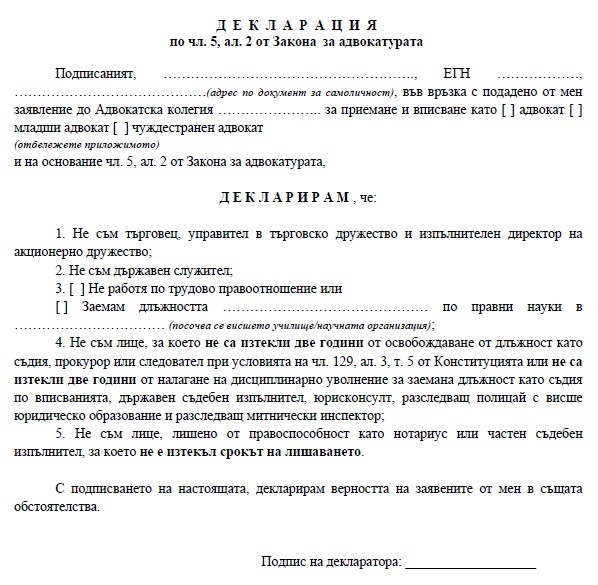 Д Е К Л А Р А Ц И Я
по чл. 5, ал. 2 от Закона за адвокатурата
Подписаният, ……………………………………………….., ЕГН ………………,
……………………………………(адрес по документ за самоличност), във връзка с подадено от мен
заявление до Адвокатска колегия ………………….. за приемане и вписване като [ ] адвокат [ ]
младши адвокат [ ] чуждестранен адвокат
(отбележете приложимото)
и на основание чл. 5, ал. 2 от Закона за адвокатурата,
Д Е К Л А Р И Р А М , че:
1. Не съм търговец, управител в търговско дружество и изпълнителен директор на
акционерно дружество;
2. Не съм държавен служител;
3. [ ] Не работя по трудово правоотношение или
[ ] Заемам длъжността ……………………………………… по правни науки в
…………………………… (посочва се висшето училище/научната организация);
4. Не съм лице, за което не са изтекли две години от освобождаване от длъжност като
съдия, прокурор или следовател при условията на чл. 129, ал. 3, т. 5 от Конституцията или не са
изтекли две години от налагане на дисциплинарно уволнение за заемана длъжност като съдия
по вписванията, държавен съдебен изпълнител, юрисконсулт, разследващ полицай с висше
юридическо образование и разследващ митнически инспектор;
5. Не съм лице, лишено от правоспособност като нотариус или частен съдебен
изпълнител, за което не е изтекъл срокът на лишаването.
С подписването на настоящата, декларирам верността на заявените от мен в същата
обстоятелства.
Подпис на декларатора: ____________________